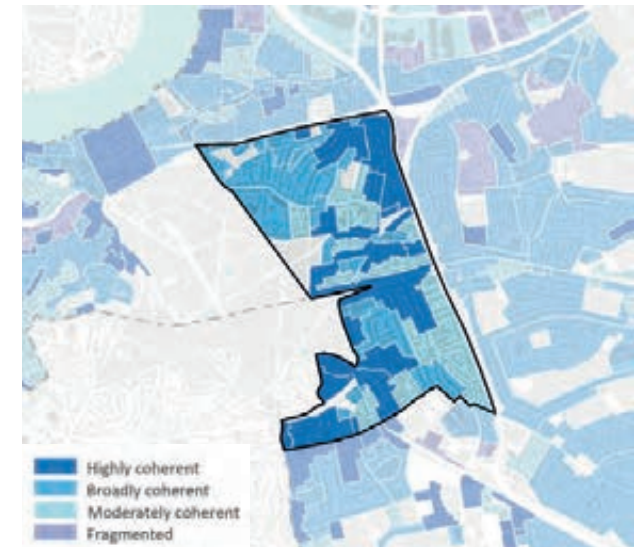 Highly coherent
Broadly coherent
Moderately coherent
Fragmented